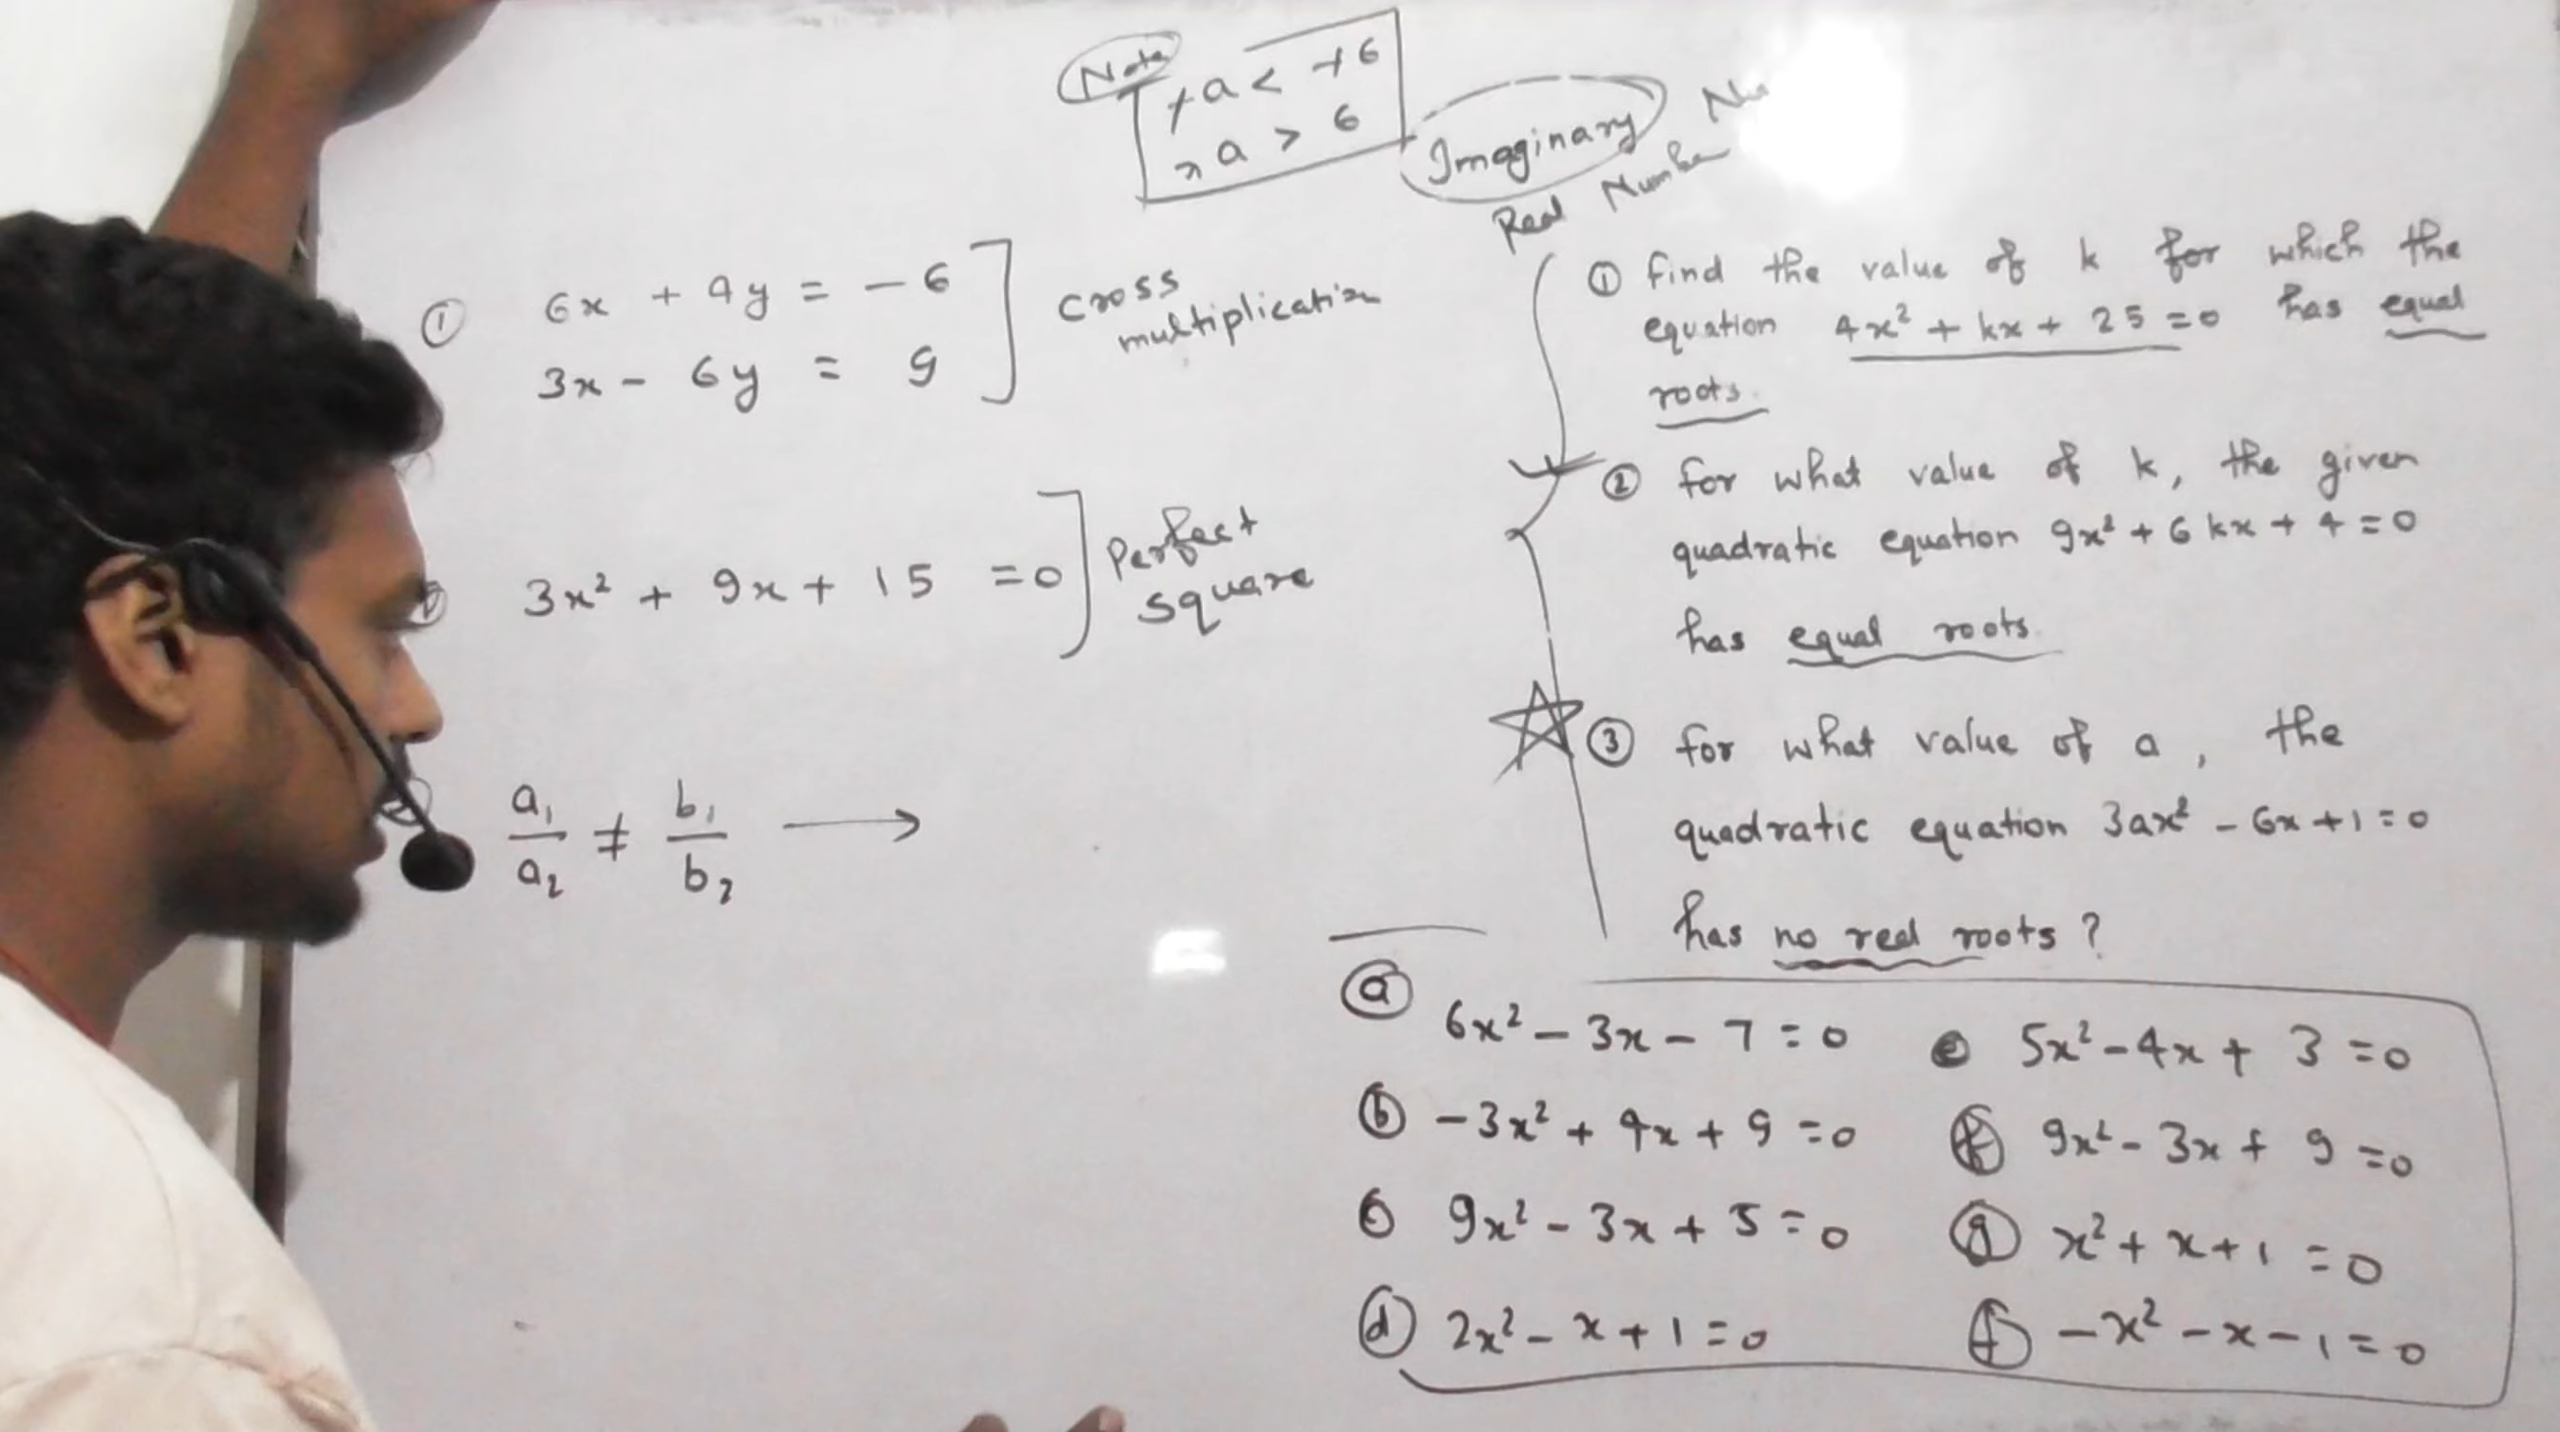 Note
+a < +6
a > 6
Imaginary
Real Number
① 6x + 9y = - 6
3x - 6y = 9
cross
multiplication
3x² + 9x + 15 = 0
Perfect
square
a₁/a₂ ≠ b₁/b₂ →
① find the value of k for which the
equation 4x² + kx + 25 = 0 has equal
roots.
② for what value of k, the given
quadratic equation 9x² + 6kx + 4 = 0
has equal roots.
③ for what value of a, the
quadratic equation 3ax² - 6x + 1 = 0
has no real roots?
ⓐ 6x² - 3x - 7 = 0
ⓑ -3x² + 9x + 9 = 0
ⓒ 9x² - 3x + 5 = 0
ⓓ 2x² - x + 1 = 0
ⓔ 5x² - 4x + 3 = 0
9x² - 3x + 9 = 0
ⓖ x² + x + 1 = 0
-x² - x - 1 = 0